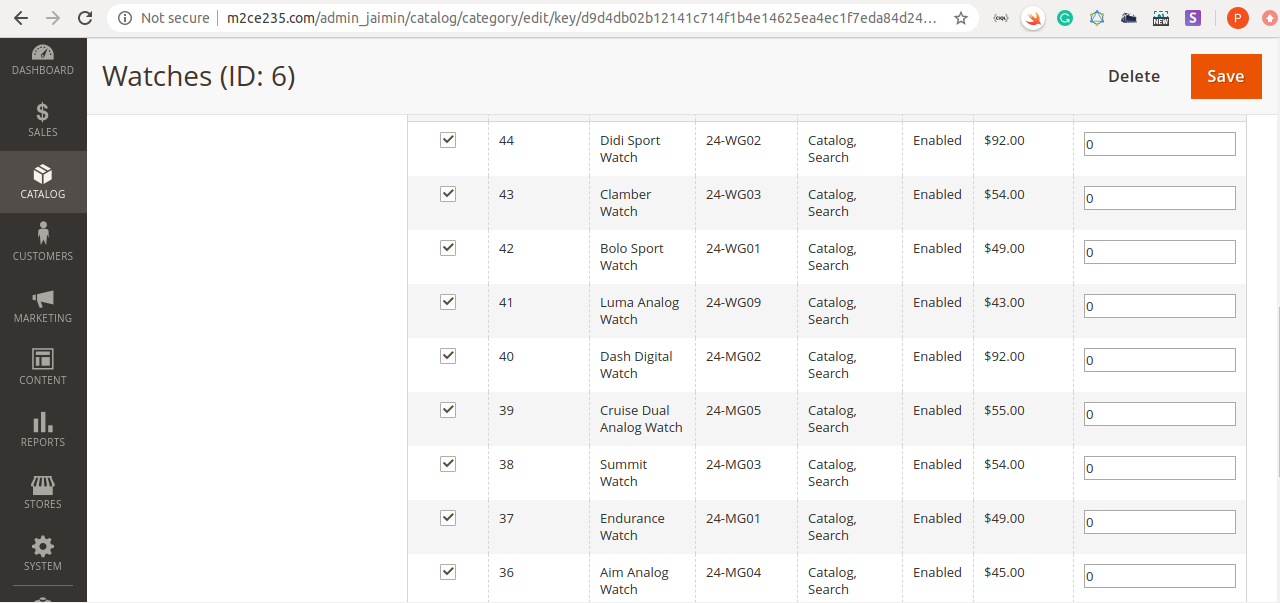 Not secure | m2ce235.com/admin_jaimin/catalog/category/edit/key/d9d4db02b12141c714f1b4e14625ea4ec1f7eda84d24...
NEW
S
P
DASHBOARD
SALES
CATALOG
CUSTOMERS
MARKETING
CONTENT
REPORTS
STORES
SYSTEM
Watches (ID: 6)
Delete
Save
44 Didi Sport 24-WG02 Catalog, Enabled $92.00 0
Watch Search
43 Clamber 24-WG03 Catalog, Enabled $54.00 0
Watch Search
42 Bolo Sport 24-WG01 Catalog, Enabled $49.00 0
Watch Search
41 Luma Analog 24-WG09 Catalog, Enabled $43.00 0
Watch Search
40 Dash Digital 24-MG02 Catalog, Enabled $92.00 0
Watch Search
39 Cruise Dual 24-MG05 Catalog, Enabled $55.00 0
Analog Watch Search
38 Summit 24-MG03 Catalog, Enabled $54.00 0
Watch Search
37 Endurance 24-MG01 Catalog, Enabled $49.00 0
Watch Search
36 Aim Analog 24-MG04 Catalog, Enabled $45.00 0
Watch Search